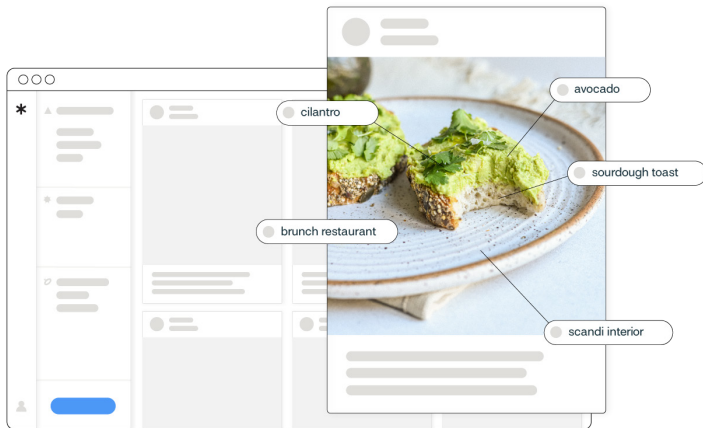 avocado
cilantro
sourdough toast
brunch restaurant
scandi interior